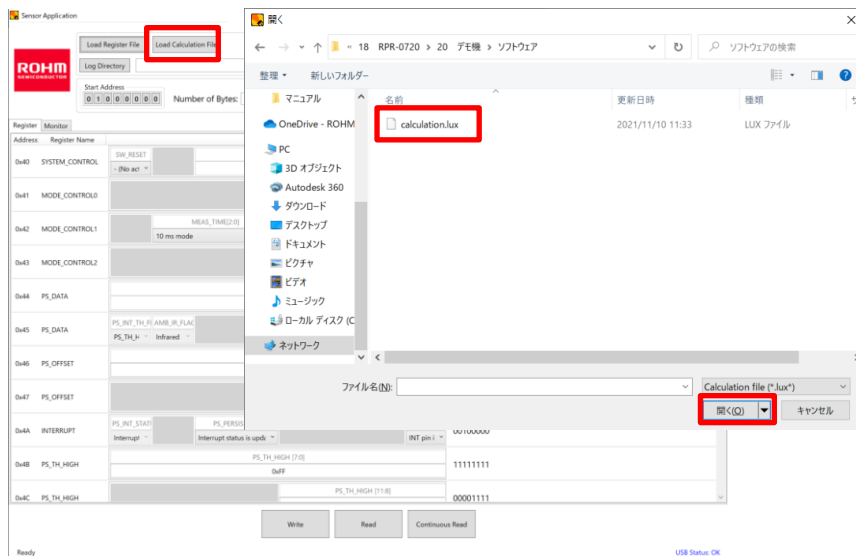 Sensor Application
ROHM
SEMICONDUCTOR
Load Register File
Load Calculation File
Log Directory
Start Address
0 1 0 0 0 0 0 0
Number of Bytes:
Register
Monitor
Address
Register Name
0x40
SYSTEM_CONTROL
SW_RESET
- (No act
0x41
MODE_CONTROL0
0x42
MODE_CONTROL1
MEAS_TIME[2:0]
10 ms mode
0x43
MODE_CONTROL2
0x44
PS_DATA
0x45
PS_DATA
PS_INT_TH_FL
AMB_IR_FLAG
PS_TH_H
Infrared
0x46
PS_OFFSET
0x47
PS_OFFSET
0x4A
INTERRUPT
PS_INT_STAT
PS_PERSIS
Interrupt
Interrupt status is upda
INT pin i
00100000
0x4B
PS_TH_HIGH
PS_TH_HIGH [7:0]
0xFF
11111111
0x4C
PS_TH_HIGH
PS_TH_HIGH [11:8]
00001111
Write
Read
Continuous Read
Ready
USB Status: OK
開く
« 18 RPR-0720 › 20 デモ機 › ソフトウェア
ソフトウェアの検索
整理
新しいフォルダー
マニュアル
OneDrive - ROHM
PC
3D オブジェクト
Autodesk 360
ダウンロード
デスクトップ
ドキュメント
ピクチャ
ビデオ
ミュージック
ローカル ディスク (C
ネットワーク
名前
更新日時
種類
サ
calculation.lux
2021/11/10 11:33
LUX ファイル
ファイル名(N):
Calculation file (*.lux*)
開く(O)
キャンセル